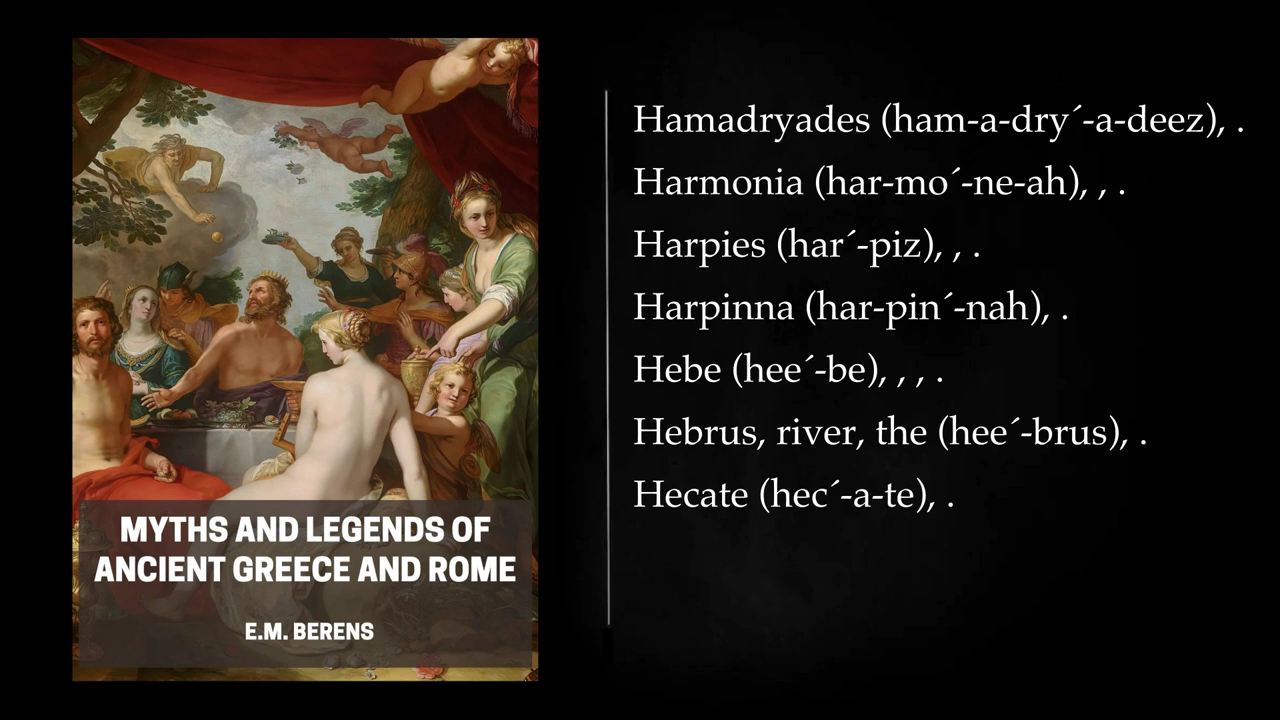 MYTHS AND LEGENDS OF
ANCIENT GREECE AND ROME
E.M. BERENS
Hamadryades (ham-a-dry´-a-deez), .
Harmonia (har-mo´-ne-ah), , .
Harpies (har´-piz), , .
Harpinna (har-pin´-nah), .
Hebe (hee´-be), , , .
Hebrus, river, the (hee´-brus), .
Hecate (hec´-a-te), .